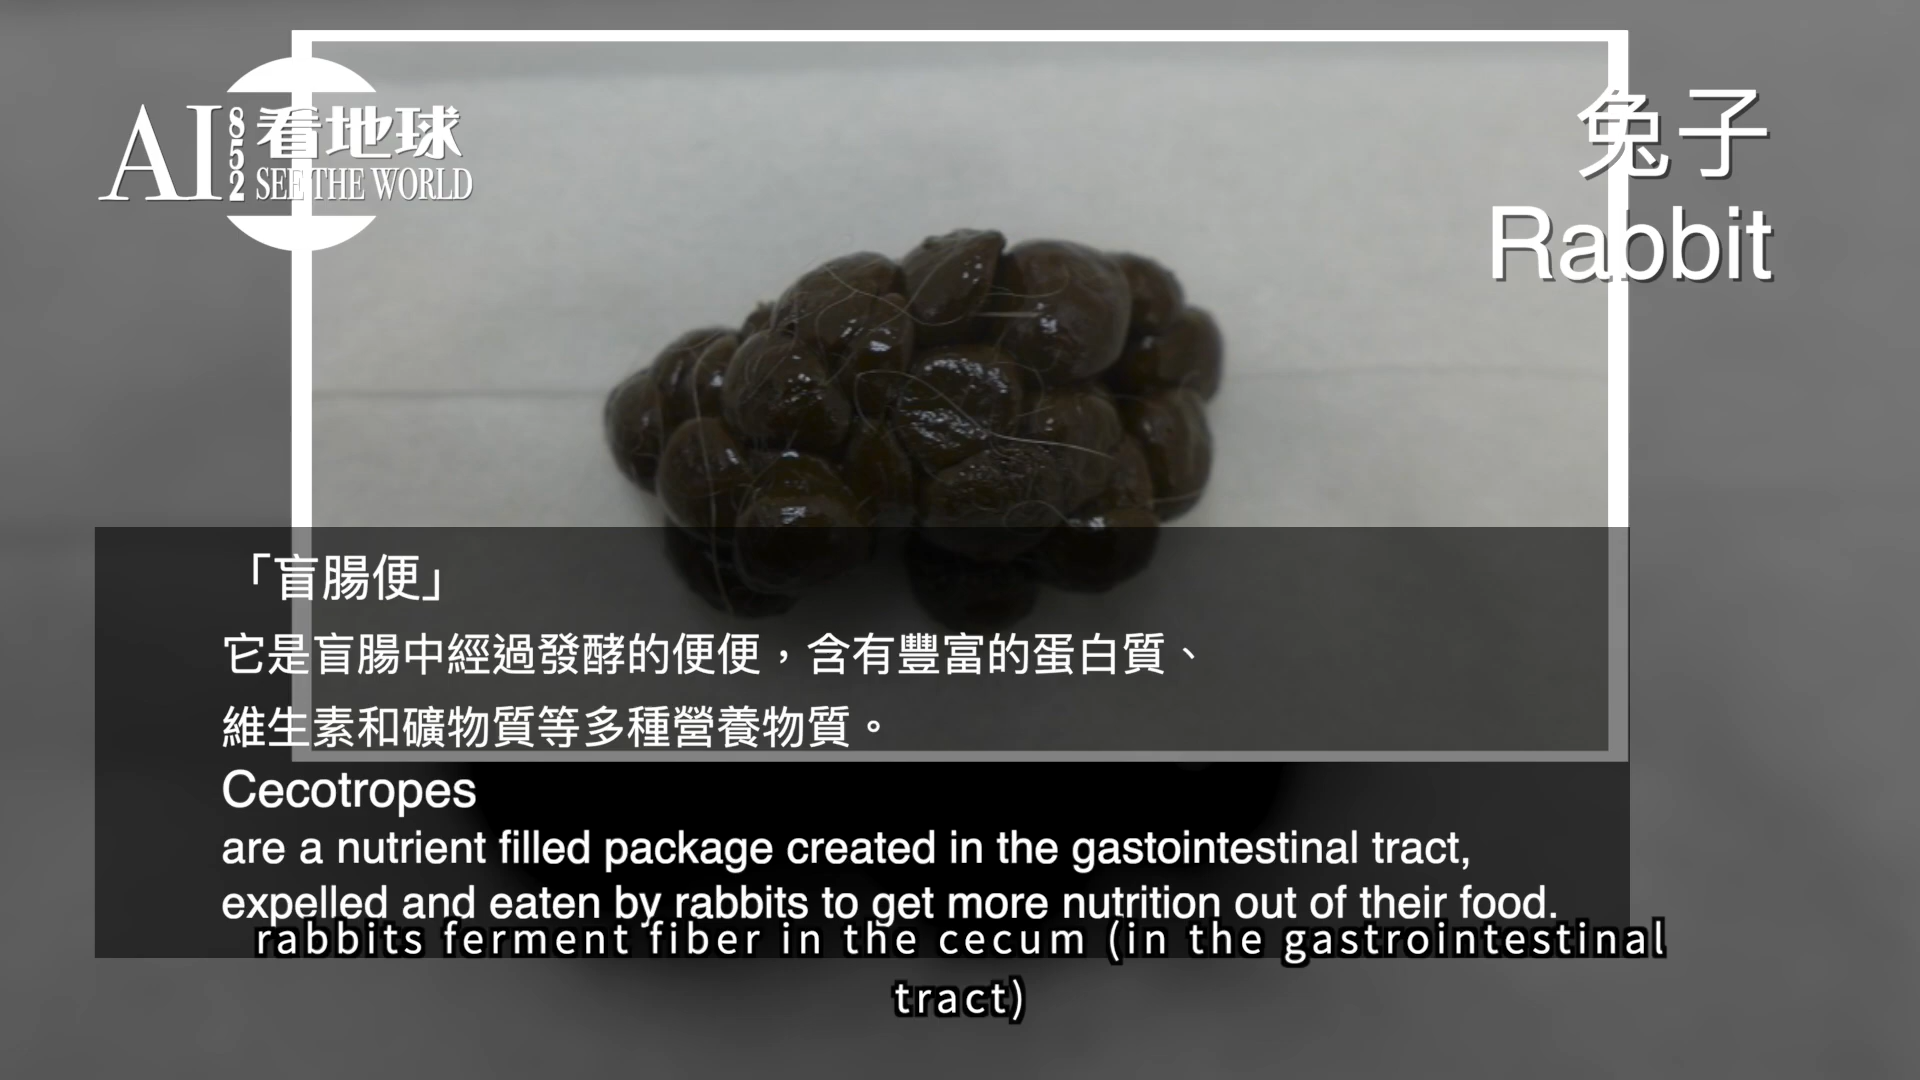 AI 852 看地球
SEE THE WORLD
兔子
Rabbit
「盲腸便」
它是盲腸中經過發酵的便便，含有豐富的蛋白質、
維生素和礦物質等多種營養物質。
Cecotropes
are a nutrient filled package created in the gastointestinal tract,
expelled and eaten by rabbits to get more nutrition out of their food.
rabbits ferment fiber in the cecum (in the gastrointestinal
tract)